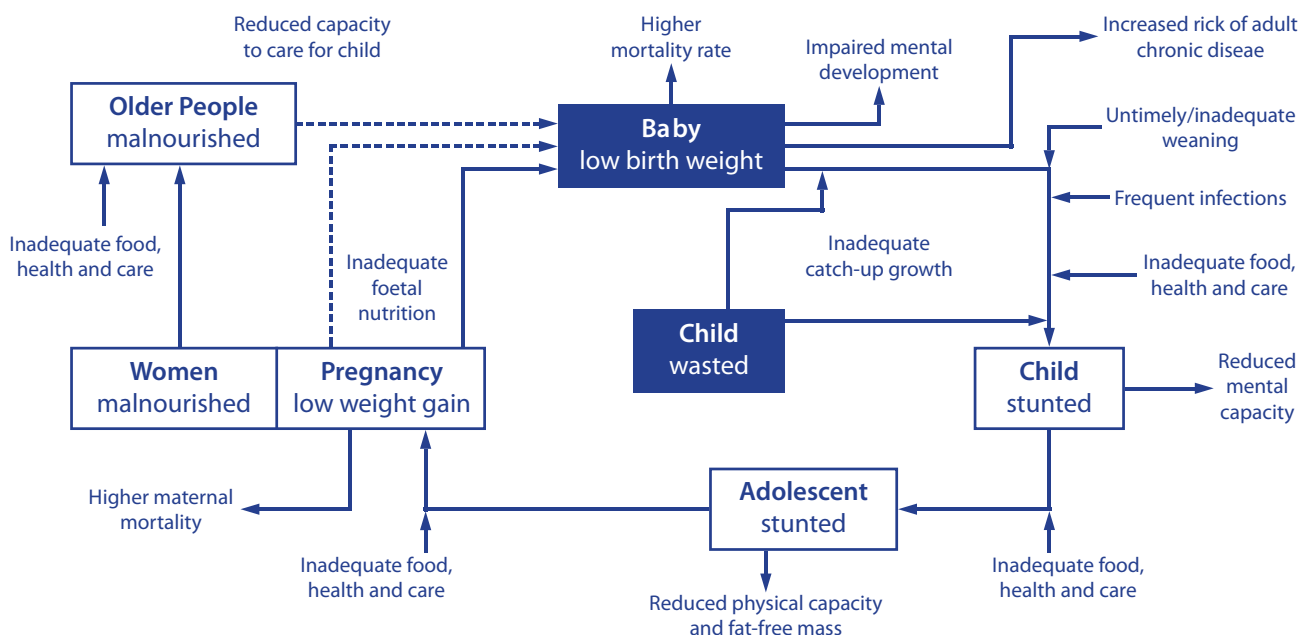 Reduced capacity
to care for child
Higher
mortality rate
Impaired mental
development
Increased rick of adult
chronic diseae
Older People
malnourished
Baby
low birth weight
Untimely/inadequate
weaning
Frequent infections
Inadequate food,
health and care
Inadequate
foetal
nutrition
Inadequate
catch-up growth
Inadequate food,
health and care
Child
wasted
Women
malnourished
Pregnancy
low weight gain
Child
stunted
Reduced
mental
capacity
Higher maternal
mortality
Adolescent
stunted
Inadequate food,
health and care
Inadequate food,
health and care
Reduced physical capacity
and fat-free mass